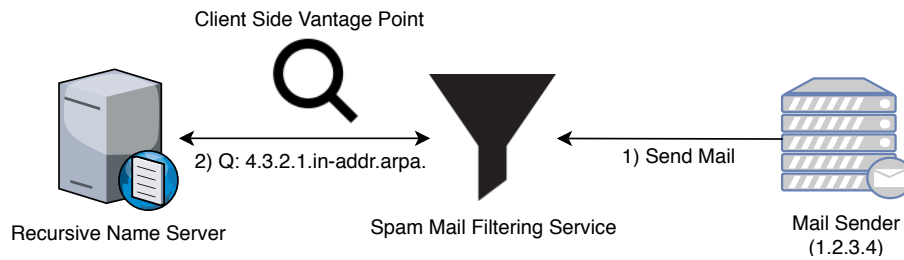 Client Side Vantage Point
2) Q: 4.3.2.1.in-addr.arpa.
1) Send Mail
Recursive Name Server
Spam Mail Filtering Service
Mail Sender
(1.2.3.4)